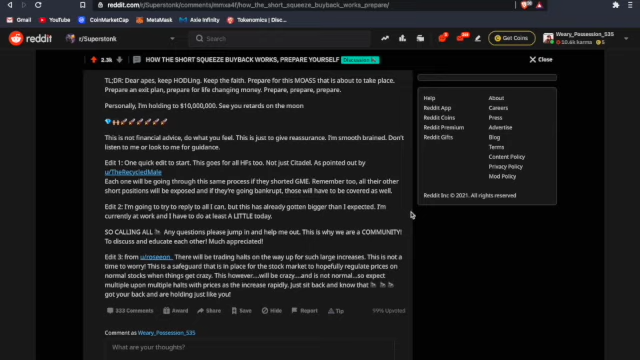 reddit.com/r/Superstonk/comments/mmxa4f/how_the_short_squeeze_buyback_works_prepare/
Gmail YouTube CoinMarketCap MetaMask Axie Infinity Tokenomics | Disc...
reddit r/Superstonk Search Get Coins Weary_Possession_535
10.6k karma 5
2.3k HOW THE SHORT SQUEEZE BUYBACK WORKS, PREPARE YOURSELF Discussion Close
TL;DR: Dear apes, keep HODLing. Keep the faith. Prepare for this MOASS that is about to take place.
Prepare an exit plan, prepare for life changing money. Prepare, prepare, prepare.
Personally, I'm holding to $10,000,000. See you retards on the moon
💎🙌🚀🚀🚀🚀🚀🚀
This is not financial advice, do what you feel. This is just to give reassurance. I'm smooth brained. Don't
listen to me or look to me for guidance.
Edit 1: One quick edit to start. This goes for all HFs too. Not just Citadel. As pointed out by
u/TheRecycledMale
Each one will be going through this same process if they shorted GME. Remember too, all their other
short positions will be exposed and if they're going bankrupt, those will have to be covered as well.
Edit 2: I'm going to try to reply to all I can, but this has already gotten bigger than I expected. I'm
currently at work and I have to do at least A LITTLE today.
SO CALLING ALL 🦍 Any questions please jump in and help me out. This is why we are a COMMUNITY!
To discuss and educate each other! Much appreciated!
Edit 3: from There will be trading halts on the way up for such large increases. This is not a
time to worry! This is a safeguard that is in place for the stock market to hopefully regulate prices on
normal stocks when things get crazy. This however... will be crazy... and is not normal... so expect
multiple upon multiple halts with prices as the increase rapidly. Just sit back and know that 🦍 🦍 🦍
got your back and are holding just like you!
333 Comments Award Share Save Hide Report Tip 99% Upvoted
Comment as Weary_Possession_535
What are your thoughts?
Help About
Reddit App Careers
Reddit Coins Press
Reddit Premium Advertise
Reddit Gifts Blog
Terms
Content Policy
Privacy Policy
Mod Policy
Reddit Inc © 2021. All rights reserved